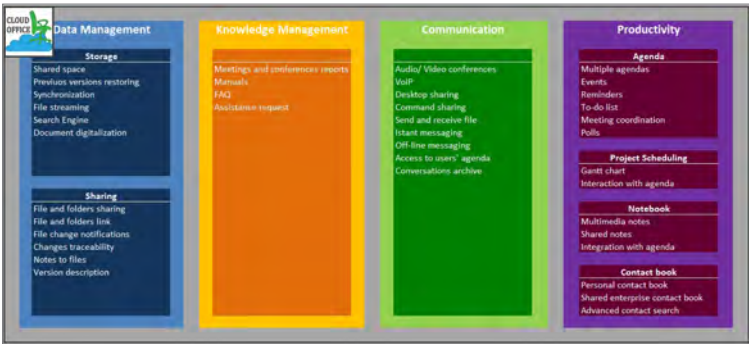 CLOUD
OFFICE
Data Management
Storage
Shared space
Previuos versions restoring
Synchronization
File streaming
Search Engine
Document digitalization
Sharing
File and folders sharing
File and folders link
File change notifications
Changes traceability
Notes to files
Version description
Knowledge Management
Meetings and conferences reports
Manuals
FAQ
Assistance request
Communication
Audio/ Video conferences
VoIP
Desktop sharing
Command sharing
Send and receive file
Istant messaging
Off-line messaging
Access to users' agenda
Conversations archive
Productivity
Agenda
Multiple agendas
Events
Reminders
To-do list
Meeting coordination
Polls
Project Scheduling
Gantt chart
Interaction with agenda
Notebook
Multimedia notes
Shared notes
Integration with agenda
Contact book
Personal contact book
Shared enterprise contact book
Advanced contact search